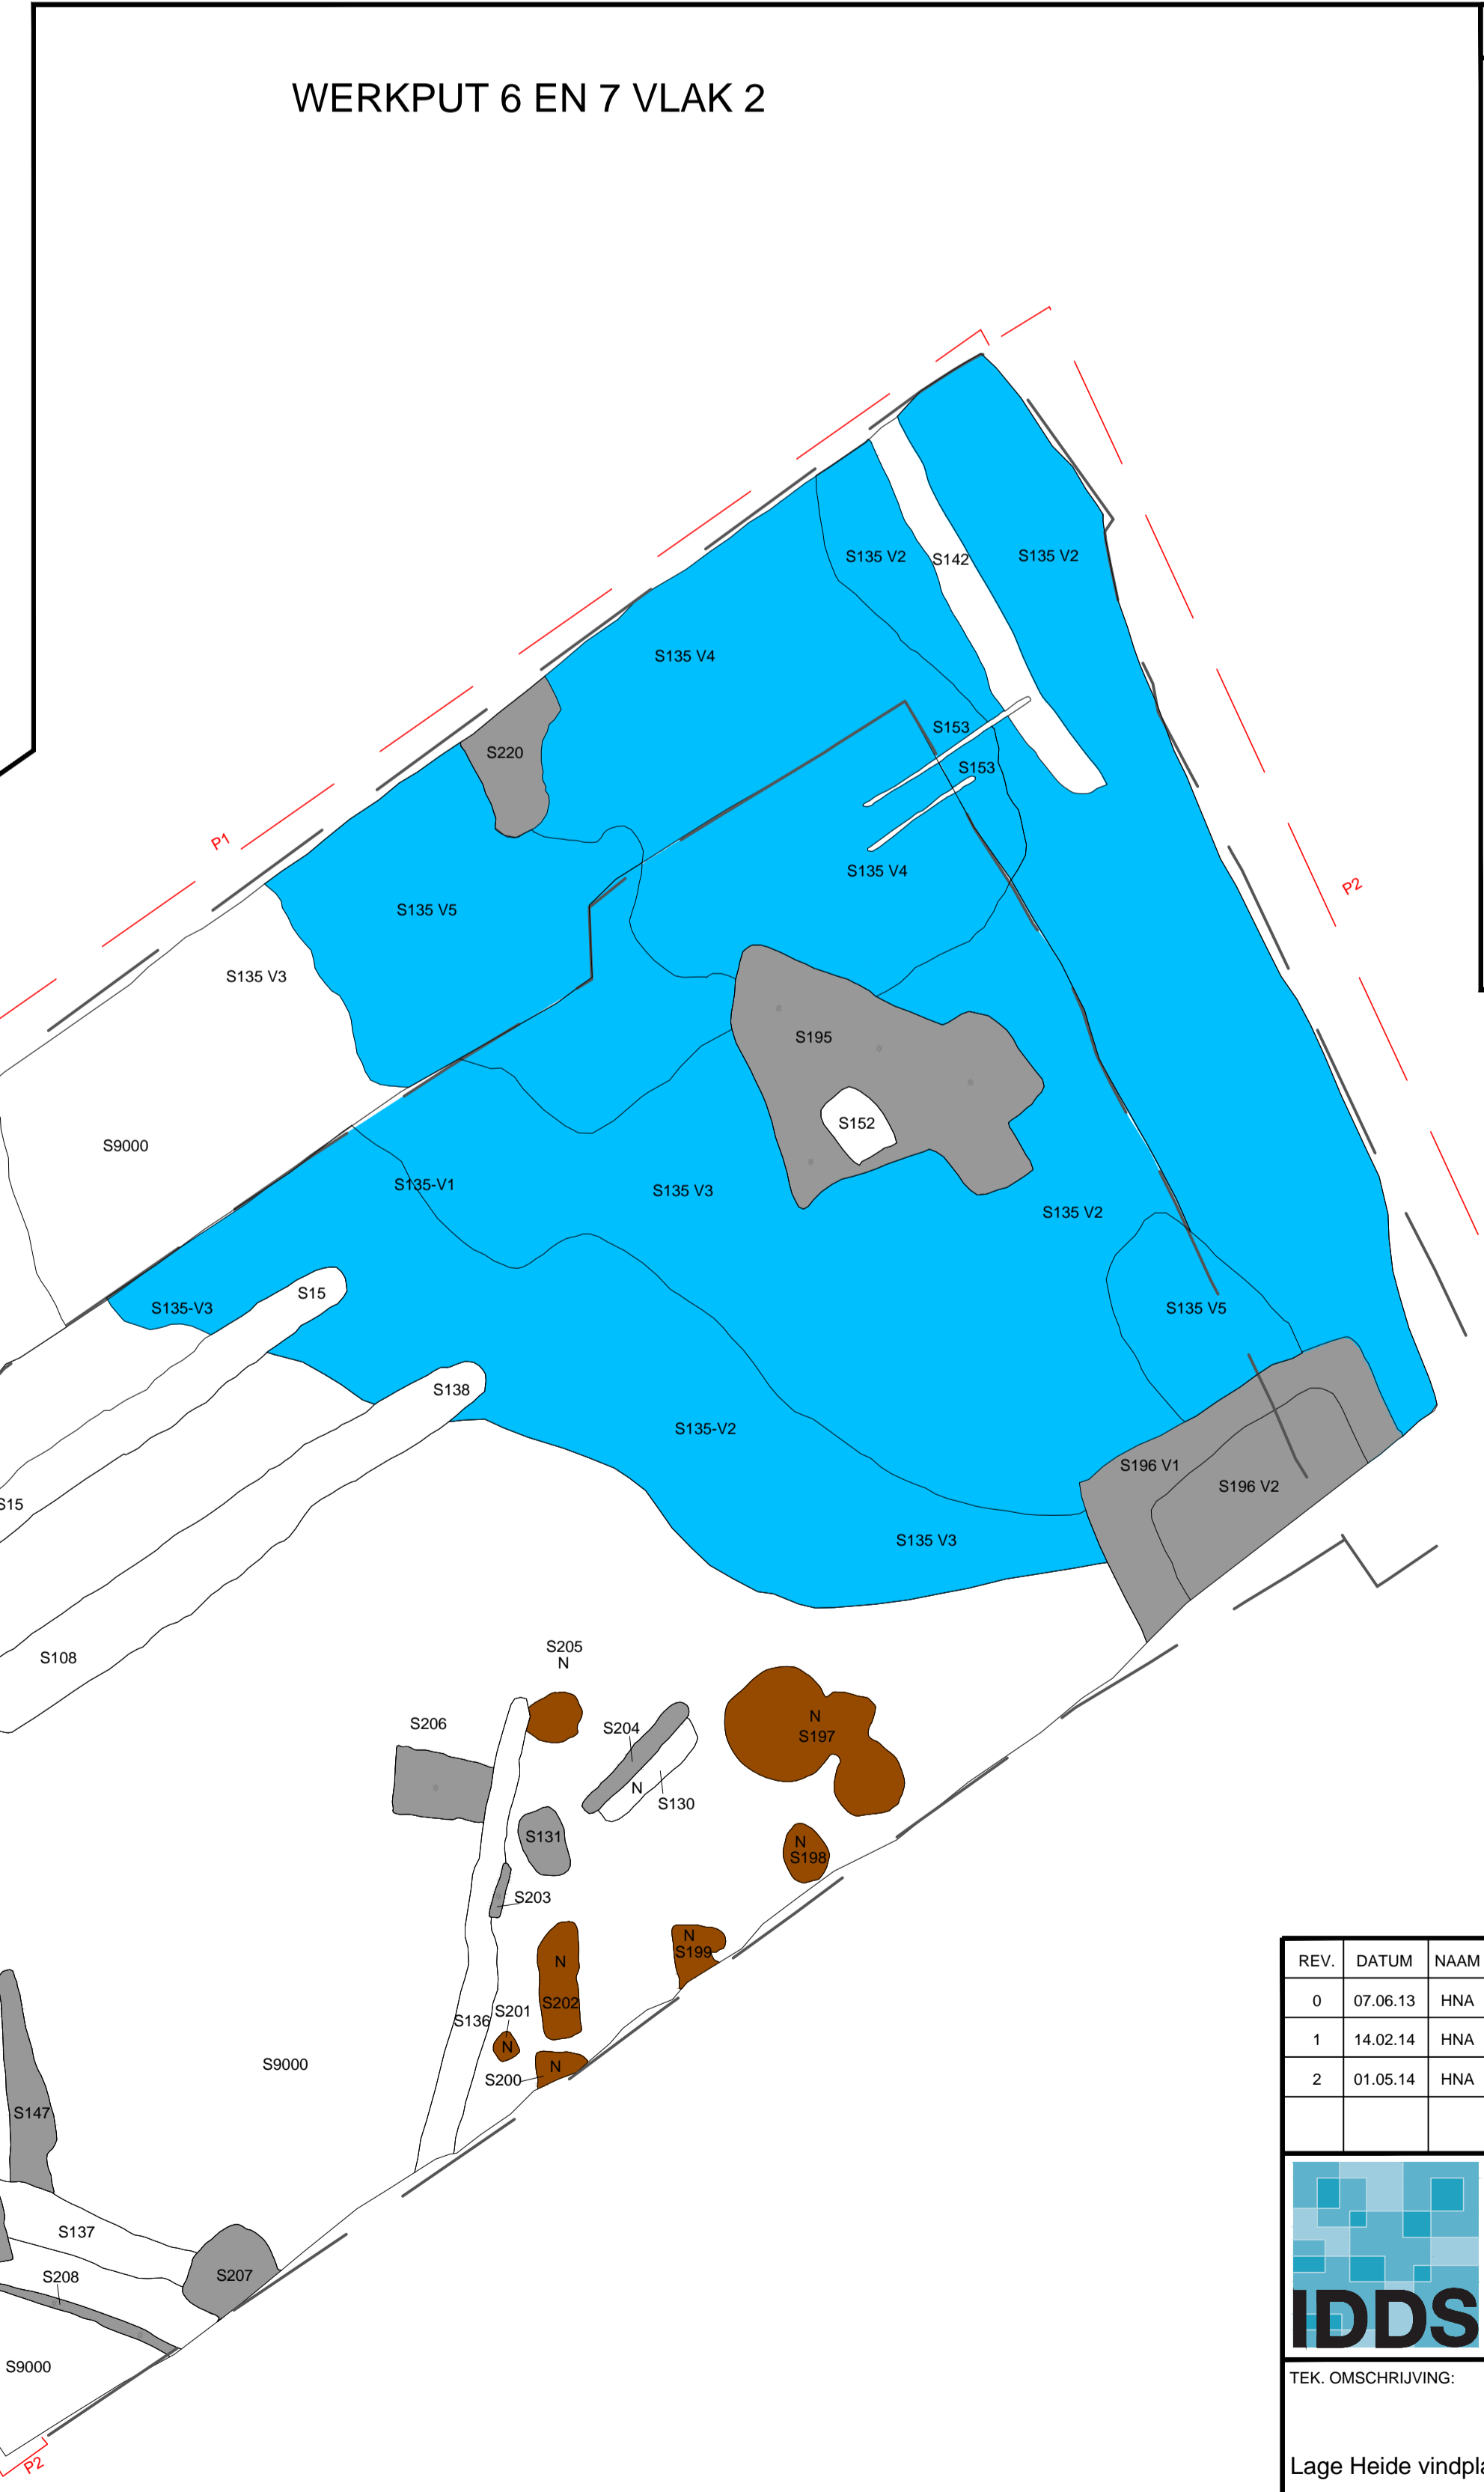 WERKPUT 6 EN 7 VLAK 2
S135 V2
S142
S135 V2
S135 V4
S153
S220
S153
P1
S135 V4
P2
S135 V5
S135 V3
S195
S152
S9000
S135-V1
S135 V3
S135 V2
S15
S135-V3
S135 V5
S138
S135-V2
S196 V1
S196 V2
S15
S135 V3
S205
N
S108
N
S197
S206
S204
N
S130
S131
N
S198
S203
N
S199
N
S202
S201
S136
N
S9000
N
S200
S147
S137
S207
S208
S9000
P2
REV. DATUM NAAM
0 07.06.13 HNA
1 14.02.14 HNA
2 01.05.14 HNA
IDDS
TEK. OMSCHRIJVING:
Lage Heide